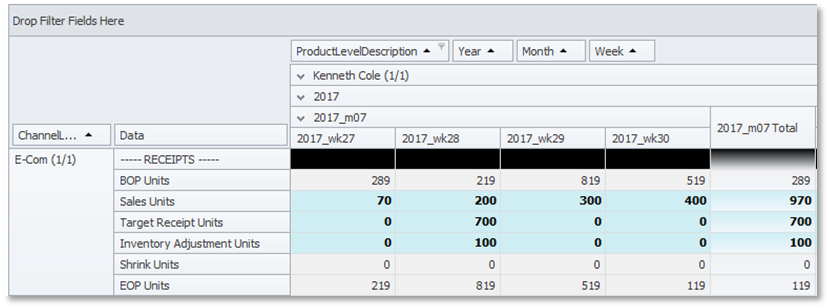 Drop Filter Fields Here
ProductLevelDescription Year Month Week
Kenneth Cole (1/1)
2017
2017_m07 2017_m07 Total
ChannelL... Data 2017_wk27 2017_wk28 2017_wk29 2017_wk30
E-Com (1/1) ----- RECEIPTS -----
BOP Units 289 219 819 519 289
Sales Units 70 200 300 400 970
Target Receipt Units 0 700 0 0 700
Inventory Adjustment Units 0 100 0 0 100
Shrink Units 0 0 0 0 0
EOP Units 219 819 519 119 119